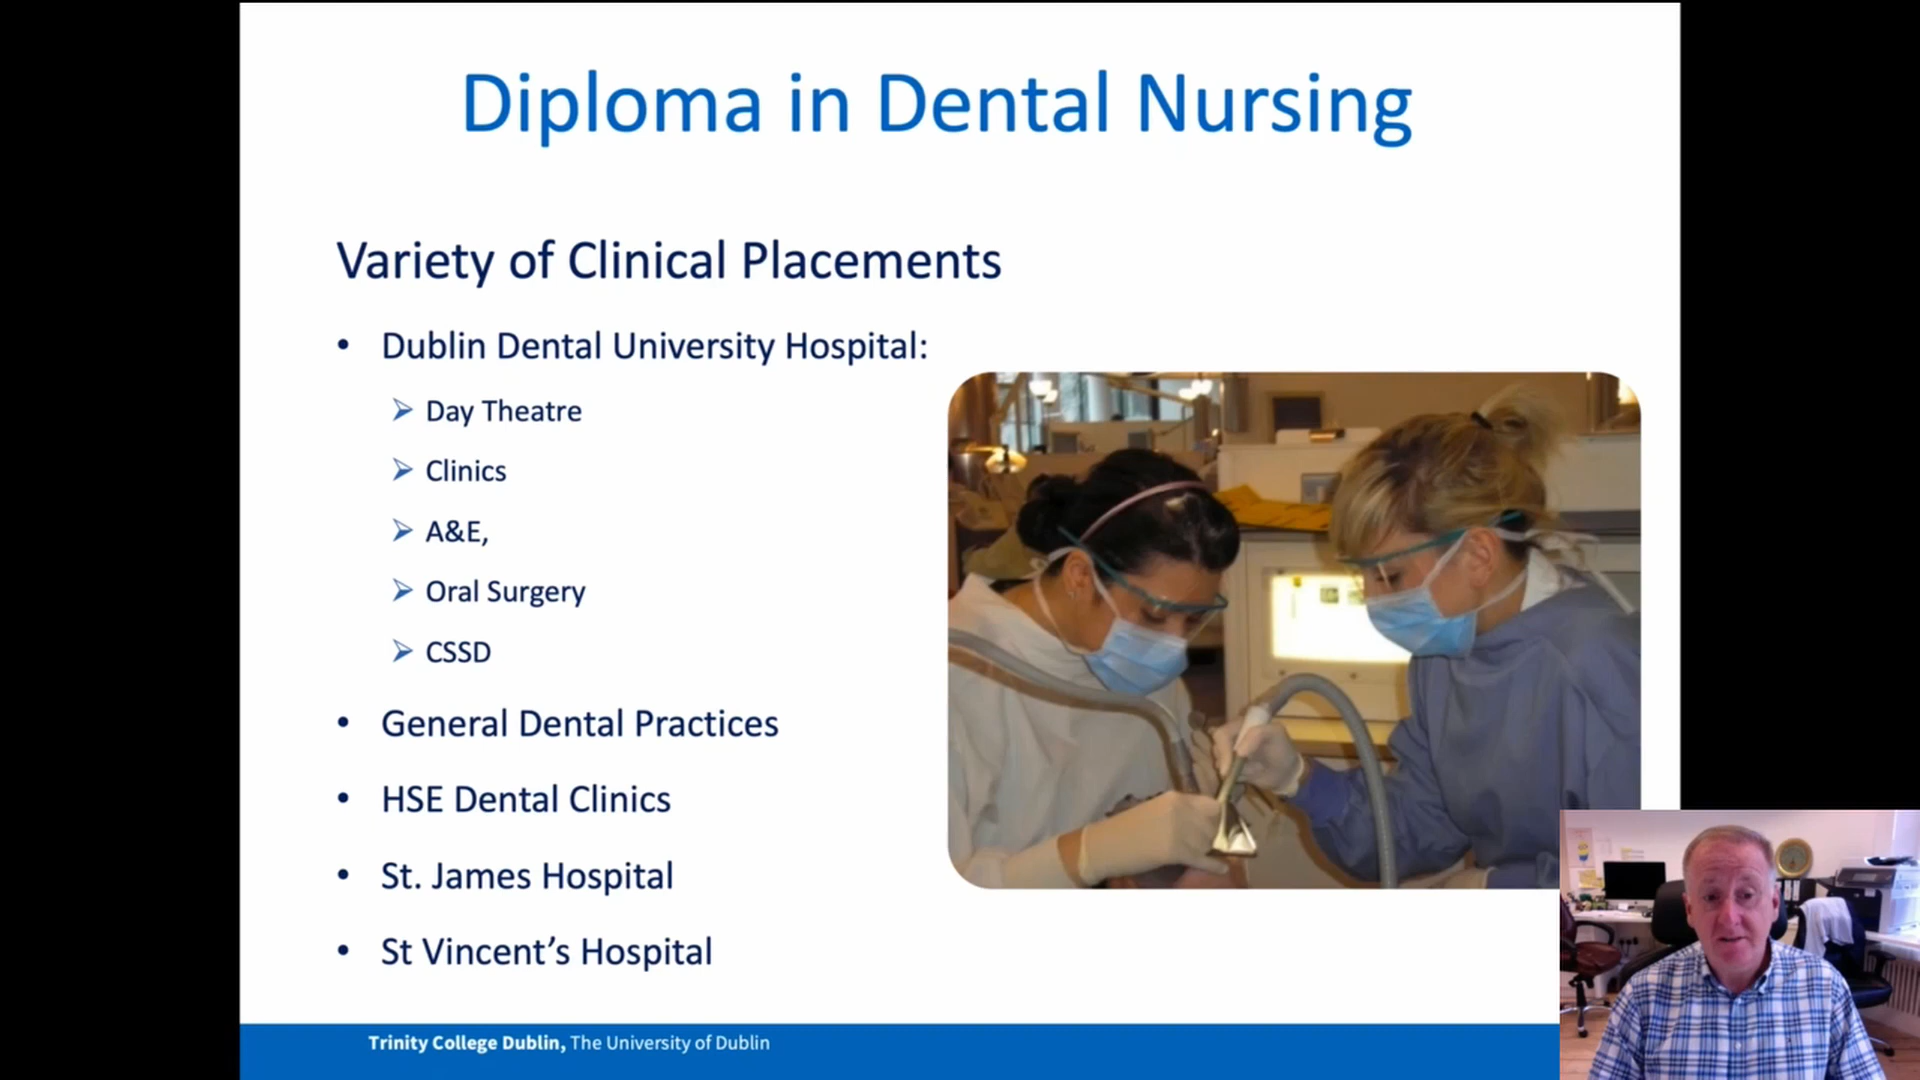 Diploma in Dental Nursing
Variety of Clinical Placements
• Dublin Dental University Hospital:
➢ Day Theatre
➢ Clinics
➢ A&E,
➢ Oral Surgery
➢ CSSD
• General Dental Practices
• HSE Dental Clinics
• St. James Hospital
• St Vincent’s Hospital
Trinity College Dublin, The University of Dublin